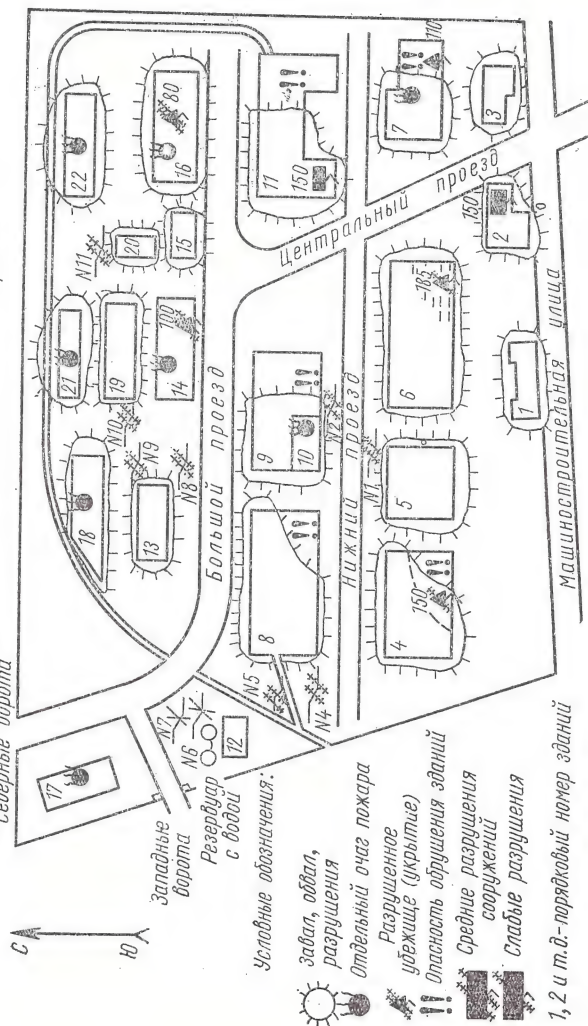 Северные ворота
С
Ю
Западные
ворота
Резервуар
с водой
17
N7
N6
12
N5
N4
18
22
16
80
20
15
N11
21
19
14
100
N10
N9
N8
13
Большой проезд
11
150
9
10
8
N2
Центральный проезд
Нижний проезд
7
110
3
150
2
6
185
N1
5
4
150
1
Машиностроительная улица
Условные обозначения:
Завал, обвал,
разрушения
Отдельный очаг пожара
Разрушенное
убежище (укрытие)
Опасность обрушения зданий
Средние разрушения
сооружений
Слабые разрушения
1, 2 и т.д.-порядковый номер зданий